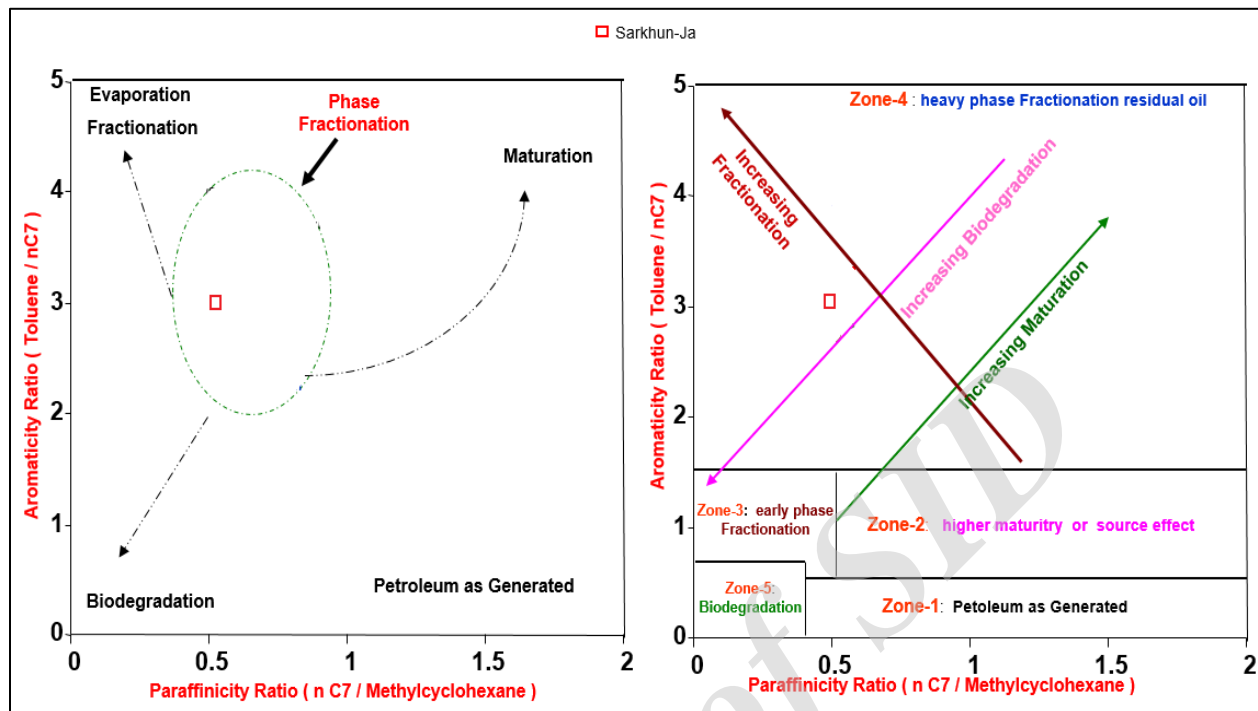 Sarkhun-Ja
5
4
3
2
1
0
Aromaticity Ratio ( Toluene / nC7 )
Evaporation
Fractionation
Phase
Fractionation
Maturation
Biodegradation
Petroleum as Generated
0
0.5
1
1.5
2
Paraffinicity Ratio ( n C7 / Methylcyclohexane )
5
4
3
2
1
0
Aromaticity Ratio ( Toluene / nC7 )
Zone-4 : heavy phase Fractionation residual oil
Increasing
Fractionation
Increasing Biodegradation
Increasing Maturation
Zone-3: early phase
Fractionation
Zone-2: higher maturitry or source effect
Zone-5:
Biodegradation
Zone-1: Petoleum as Generated
0
0.5
1
1.5
2
Paraffinicity Ratio ( n C7 / Methylcyclohexane )
of SID